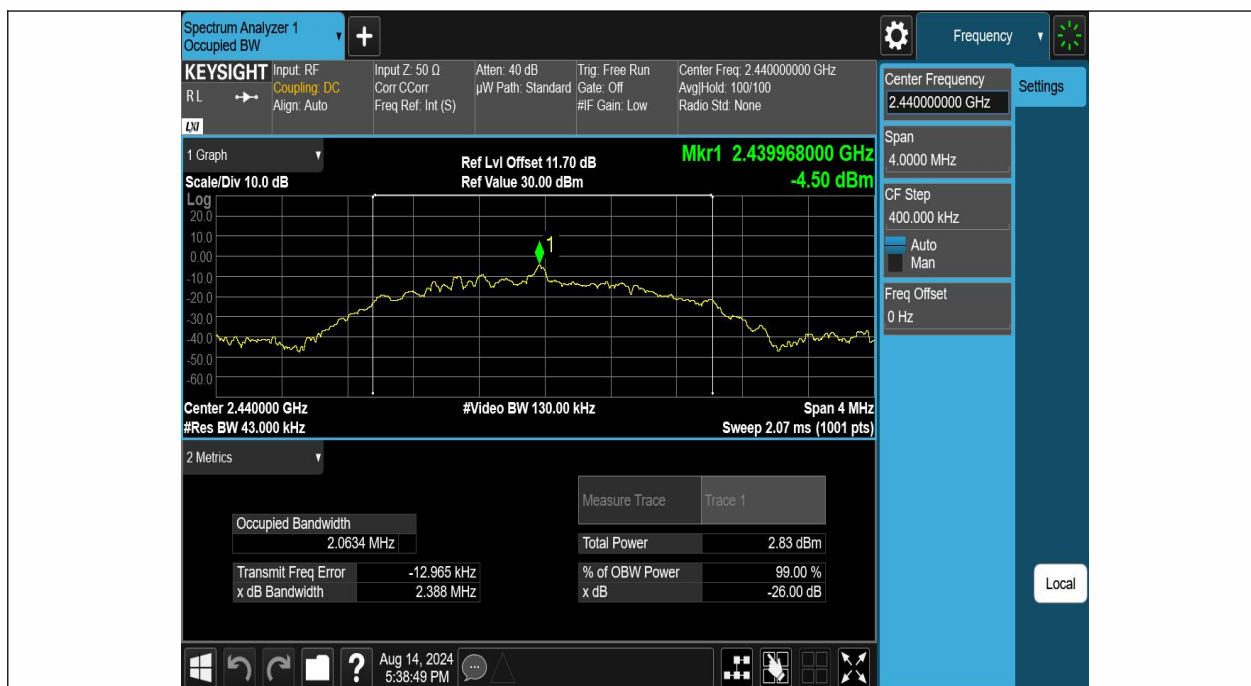 Spectrum Analyzer 1
Occupied BW
+
Frequency
KEYSIGHT
RL
LXI
Input: RF
Coupling: DC
Align: Auto
Input Z: 50 Ω
Corr CCorr
Freq Ref: Int (S)
Atten: 40 dB
µW Path: Standard
Trig: Free Run
Gate: Off
#IF Gain: Low
Center Freq: 2.440000000 GHz
Avg|Hold: 100/100
Radio Std: None
Center Frequency
2.440000000 GHz
Settings
Span
4.0000 MHz
CF Step
400.000 kHz
Auto
Man
Freq Offset
0 Hz
Local
1 Graph
Scale/Div 10.0 dB
Ref Lvl Offset 11.70 dB
Ref Value 30.00 dBm
Mkr1 2.439968000 GHz
-4.50 dBm
Log
20.0
10.0
0.00
-10.0
-20.0
-30.0
-40.0
-50.0
-60.0
1
Center 2.440000 GHz
#Video BW 130.00 kHz
Span 4 MHz
#Res BW 43.000 kHz
Sweep 2.07 ms (1001 pts)
2 Metrics
Measure Trace Trace 1
Occupied Bandwidth
2.0634 MHz
Total Power 2.83 dBm
Transmit Freq Error -12.965 kHz
% of OBW Power 99.00 %
x dB Bandwidth 2.388 MHz
x dB -26.00 dB
?
Aug 14, 2024
5:38:49 PM